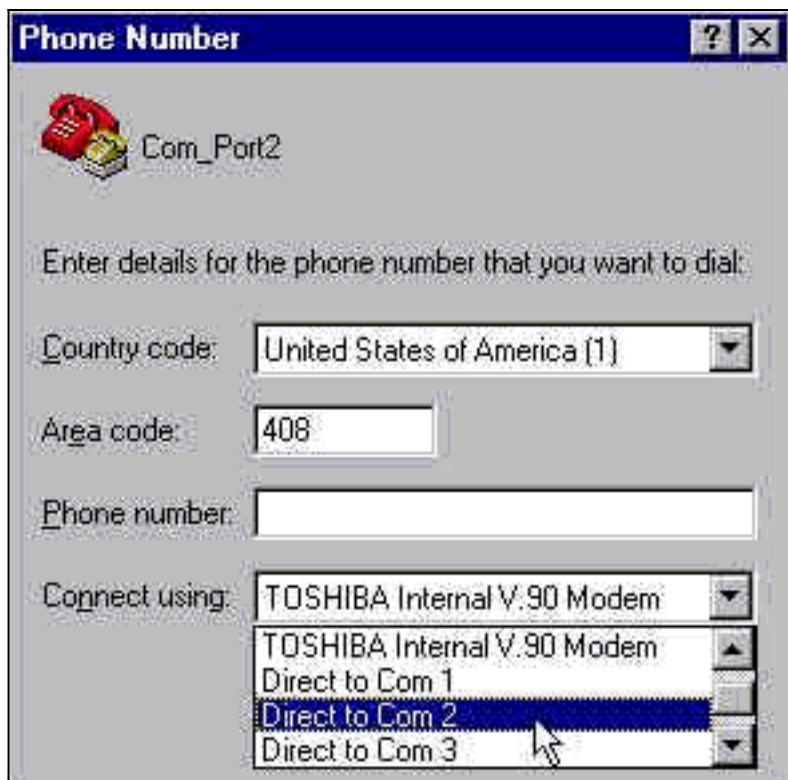 Phone Number
Com_Port2
Enter details for the phone number that you want to dial:
Country code: United States of America (1)
Area code: 408
Phone number:
Connect using: TOSHIBA Internal V.90 Modem
TOSHIBA Internal V.90 Modem
Direct to Com 1
Direct to Com 2
Direct to Com 3